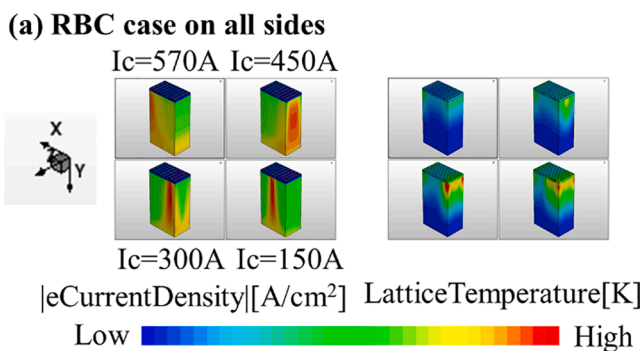 (a) RBC case on all sides
Ic=570A Ic=450A
X
Y
Ic=300A Ic=150A
|eCurrentDensity|[A/cm²] LatticeTemperature[K]
Low High